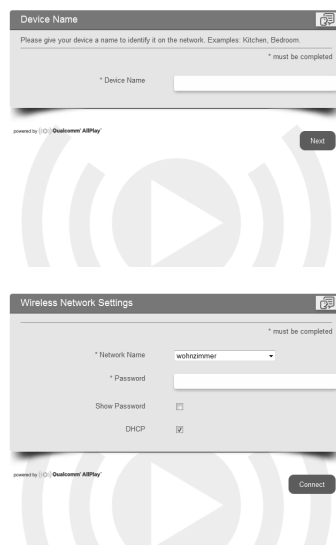 Device Name
Please give your device a name to identify it on the network. Examples: Kitchen, Bedroom.
* must be completed
* Device Name
powered by Qualcomm® AllPlay™
Next
Wireless Network Settings
* must be completed
* Network Name wohnzimmer
* Password
Show Password
DHCP
powered by Qualcomm® AllPlay™
Connect